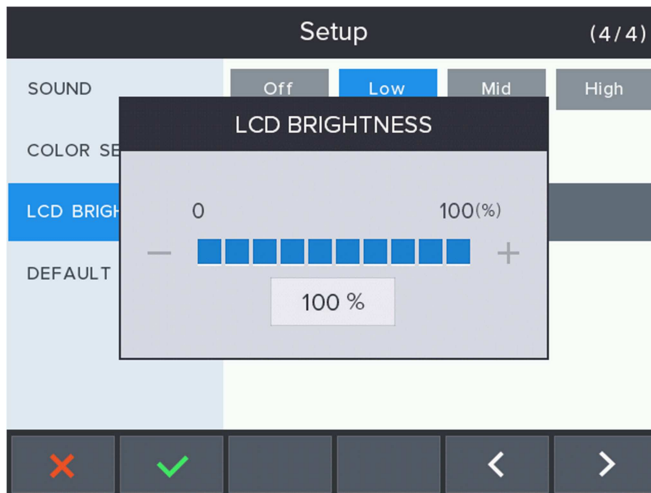 Setup (4/4)
SOUND Off Low Mid High
LCD BRIGHTNESS
COLOR SE
LCD BRIGH
0 100(%)
DEFAULT
100 %